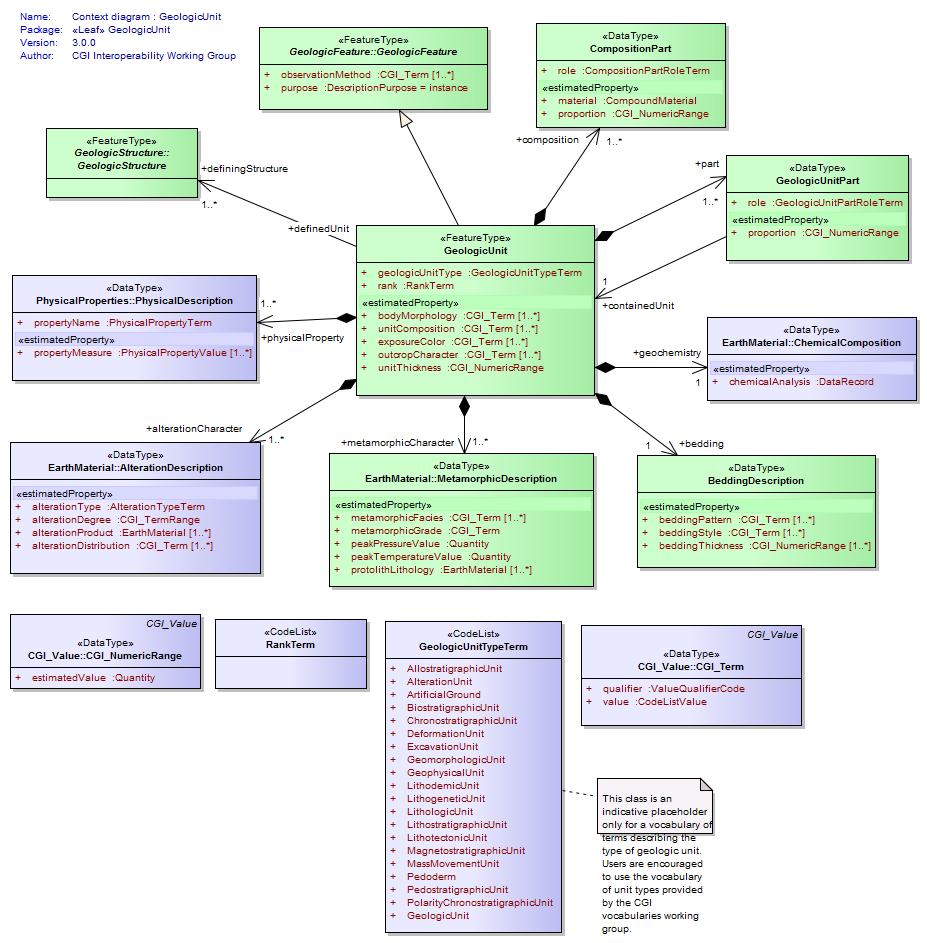 Name: Context diagram : GeologicUnit
Package: «Leaf» GeologicUnit
Version: 3.0.0
Author: CGI Interoperability Working Group
«FeatureType»
GeologicFeature::GeologicFeature
+ observationMethod :CGI_Term [1..*]
+ purpose :DescriptionPurpose = instance
«DataType»
CompositionPart
+ role :CompositionPartRoleTerm
«estimatedProperty»
+ material :CompoundMaterial
+ proportion :CGI_NumericRange
«FeatureType»
GeologicStructure::
GeologicStructure
+definingStructure
1..*
+definedUnit
+composition
1..*
+part
1..*
«DataType»
GeologicUnitPart
+ role :GeologicUnitPartRoleTerm
«estimatedProperty»
+ proportion :CGI_NumericRange
1
+containedUnit
«FeatureType»
GeologicUnit
+ geologicUnitType :GeologicUnitTypeTerm
+ rank :RankTerm
«estimatedProperty»
+ bodyMorphology :CGI_Term [1..*]
+ unitComposition :CGI_Term [1..*]
+ exposureColor :CGI_Term [1..*]
+ outcropCharacter :CGI_Term [1..*]
+ unitThickness :CGI_NumericRange
«DataType»
PhysicalProperties::PhysicalDescription
+ propertyName :PhysicalPropertyTerm
«estimatedProperty»
+ propertyMeasure :PhysicalPropertyValue [1..*]
1..*
+physicalProperty
+geochemistry
1
«DataType»
EarthMaterial::ChemicalComposition
«estimatedProperty»
+ chemicalAnalysis :DataRecord
+alterationCharacter
1..*
+metamorphicCharacter
1..*
+bedding
1
«DataType»
EarthMaterial::AlterationDescription
«estimatedProperty»
+ alterationType :AlterationTypeTerm
+ alterationDegree :CGI_TermRange
+ alterationProduct :EarthMaterial [1..*]
+ alterationDistribution :CGI_Term [1..*]
«DataType»
EarthMaterial::MetamorphicDescription
«estimatedProperty»
+ metamorphicFacies :CGI_Term [1..*]
+ metamorphicGrade :CGI_Term
+ peakPressureValue :Quantity
+ peakTemperatureValue :Quantity
+ protolithLithology :EarthMaterial [1..*]
«DataType»
BeddingDescription
«estimatedProperty»
+ beddingPattern :CGI_Term [1..*]
+ beddingStyle :CGI_Term [1..*]
+ beddingThickness :CGI_NumericRange [1..*]
CGI_Value
«DataType»
CGI_Value::CGI_NumericRange
+ estimatedValue :Quantity
«CodeList»
RankTerm
«CodeList»
GeologicUnitTypeTerm
+ AllostratigraphicUnit
+ AlterationUnit
+ ArtificialGround
+ BiostratigraphicUnit
+ ChronostratigraphicUnit
+ DeformationUnit
+ ExcavationUnit
+ GeomorphologicUnit
+ GeophysicalUnit
+ LithodemicUnit
+ LithogeneticUnit
+ LithologicUnit
+ LithostratigraphicUnit
+ LithotectonicUnit
+ MagnetostratigraphicUnit
+ MassMovementUnit
+ Pedoderm
+ PedostratigraphicUnit
+ PolarityChronostratigraphicUnit
+ GeologicUnit
CGI_Value
«DataType»
CGI_Value::CGI_Term
+ qualifier :ValueQualifierCode
+ value :CodeListValue
This class is an
indicative placeholder
only for a vocabulary of
terms describing the
type of geologic unit.
Users are encouraged
to use the vocabulary
of unit types provided
by the CGI
vocabularies working
group.